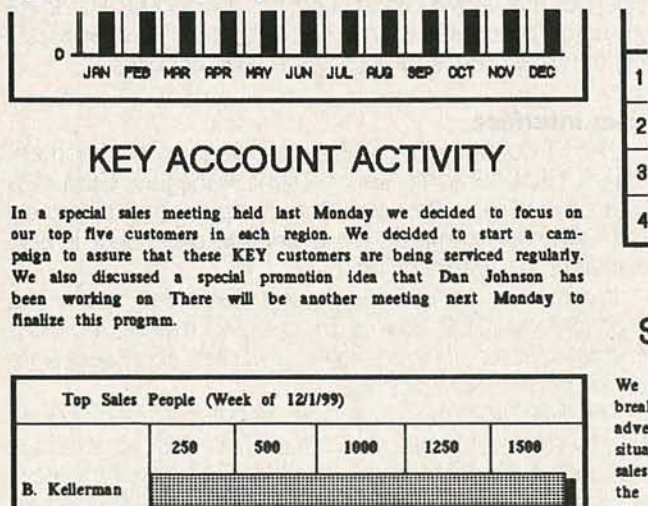 0
JAN FEB MAR APR MAY JUN JUL AUG SEP OCT NOV DEC
KEY ACCOUNT ACTIVITY
In a special sales meeting held last Monday we decided to focus on
our top five customers in each region. We decided to start a cam-
paign to assure that these KEY customers are being serviced regularly.
We also discussed a special promotion idea that Dan Johnson has
been working on There will be another meeting next Monday to
finalize this program.
Top Sales People (Week of 12/1/99)
250 500 1000 1250 1500
B. Kellerman
1
2
3
4
S
We
break
adve
situa
sales
the